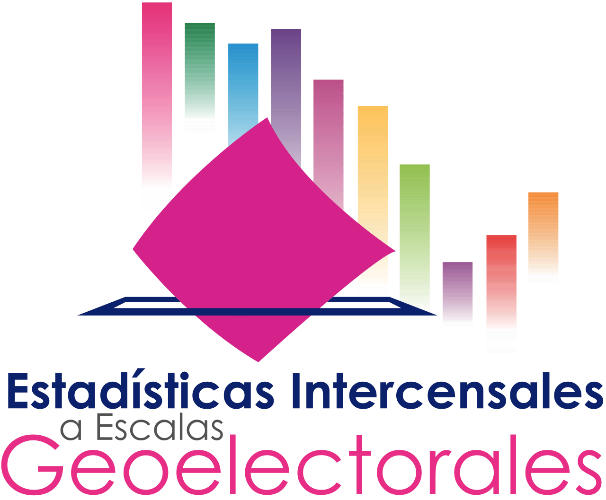 Estadísticas Intercensales
a Escalas
Geoelectorales